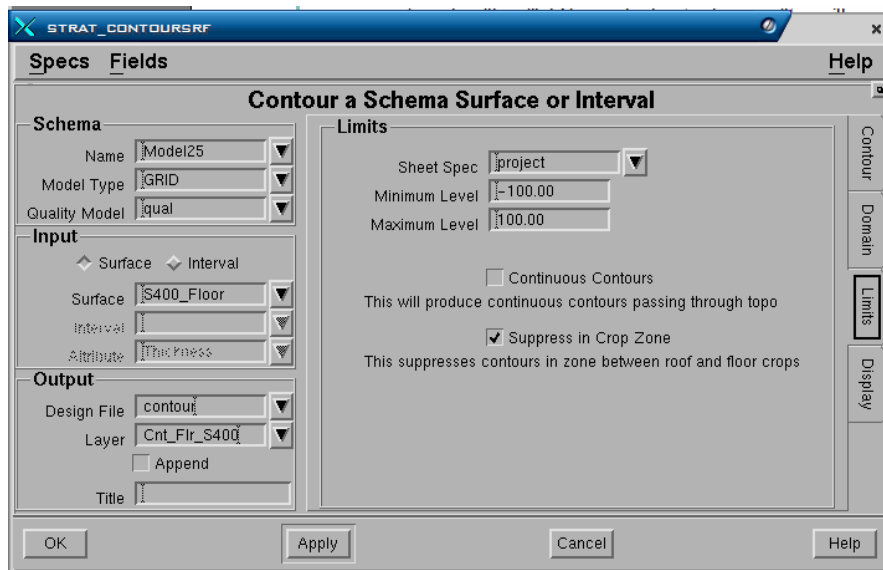 STRAT_CONTOURSRF
Specs Fields Help
Contour a Schema Surface or Interval
Schema
Name Model25
Model Type GRID
Quality Model qual
Input
Surface Interval
Surface S400_Floor
Interval
Attribute Thickness
Output
Design File contour
Layer Cnt_Flr_S400
Append
Title
Limits
Sheet Spec project
Minimum Level -100.00
Maximum Level 100.00
Continuous Contours
This will produce continuous contours passing through topo
Suppress in Crop Zone
This suppresses contours in zone between roof and floor crops
Contour
Domain
Limits
Display
OK Apply Cancel Help